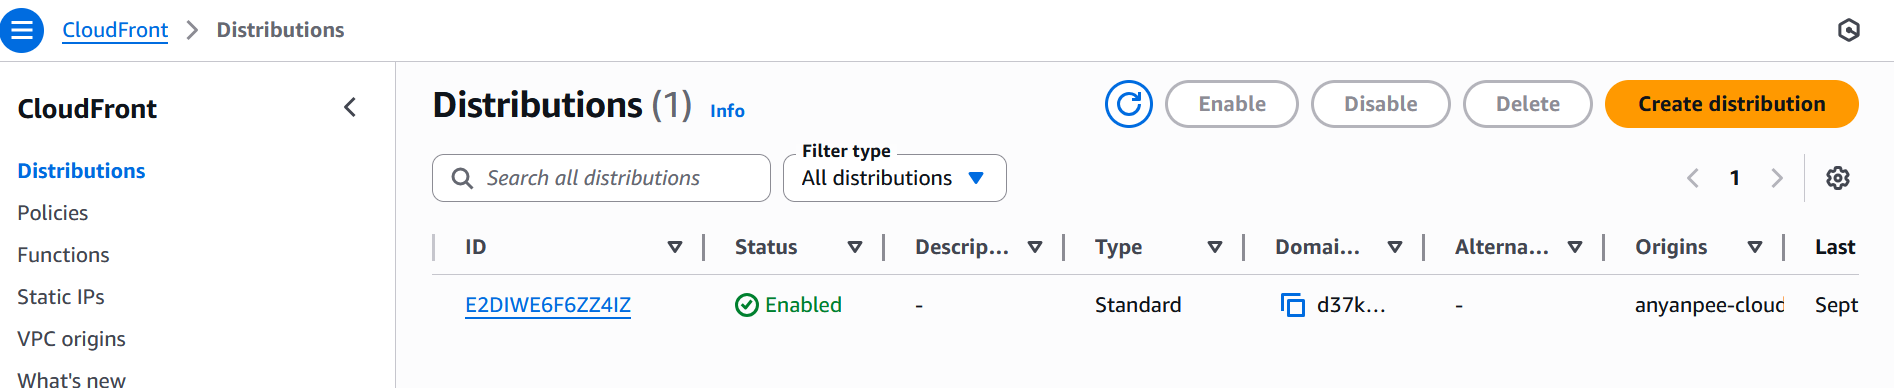 CloudFront > Distributions
CloudFront
Distributions
Policies
Functions
Static IPs
VPC origins
What's new
Distributions (1) Info
Enable Disable Delete Create distribution
Search all distributions
Filter type
All distributions
1
ID Status Descrip... Type Domai... Alterna... Origins Last
E2DIWE6F6ZZ4IZ Enabled - Standard d37k... - anyanpee-cloud Sept